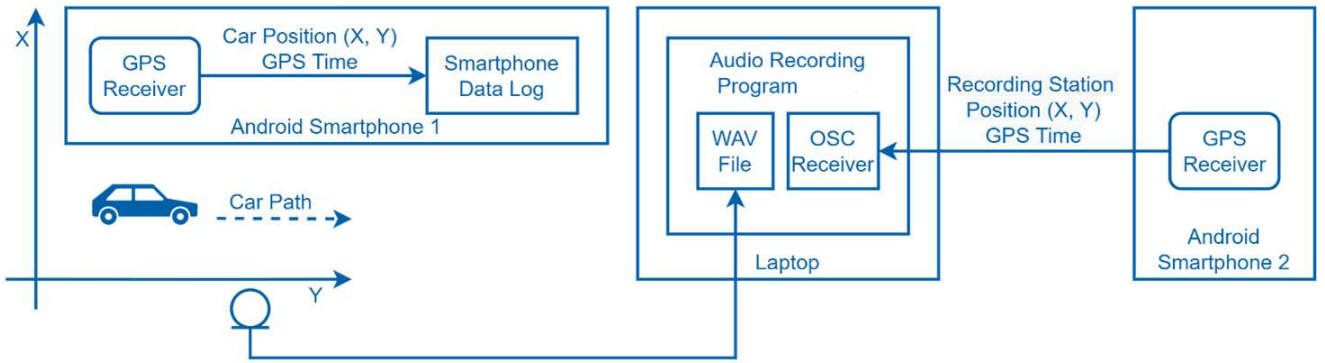 X
GPS
Receiver
Car Position (X, Y)
GPS Time
Smartphone
Data Log
Android Smartphone 1
Car Path
Y
Audio Recording
Program
WAV
File
OSC
Receiver
Laptop
Recording Station
Position (X, Y)
GPS Time
GPS
Receiver
Android
Smartphone 2